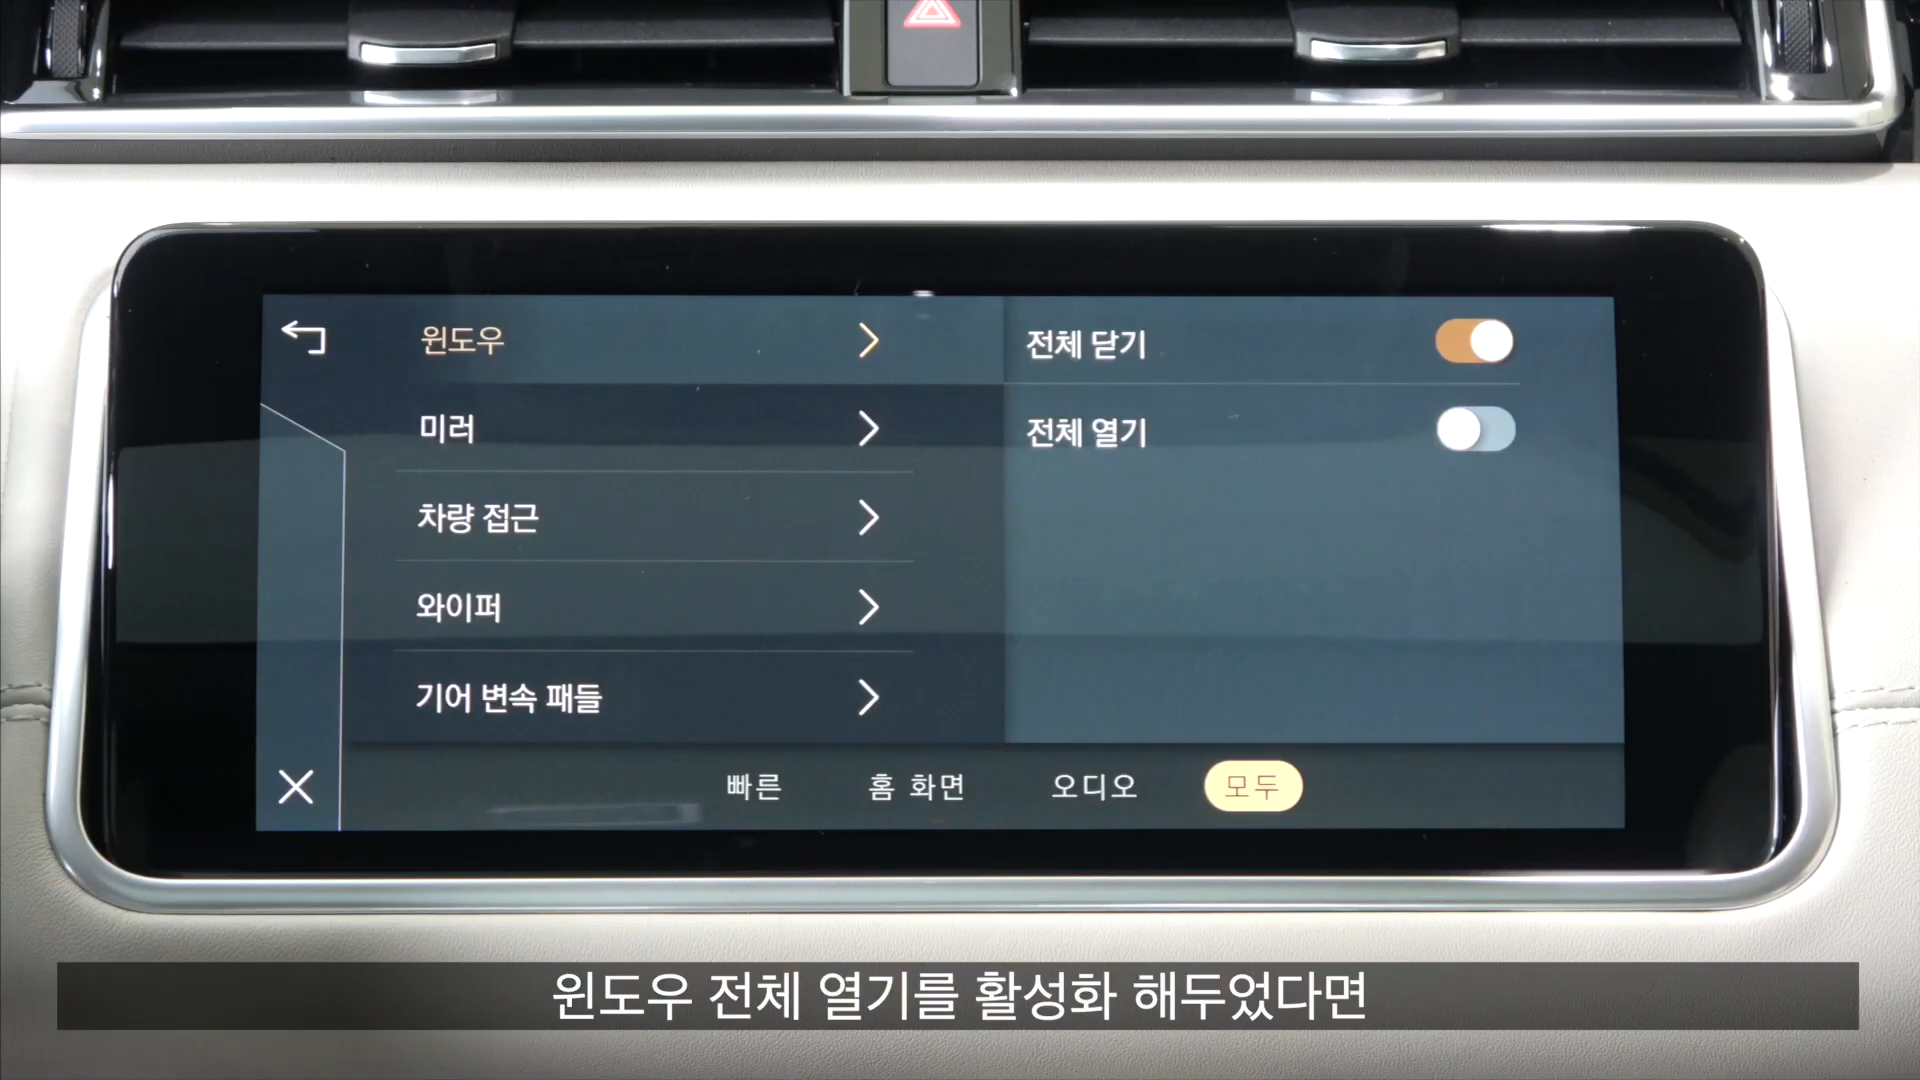 윈도우
미러
차량 접근
와이퍼
기어 변속 패들
전체 닫기
전체 열기
빠른 홈 화면 오디오 모두
윈도우 전체 열기를 활성화 해두었다면